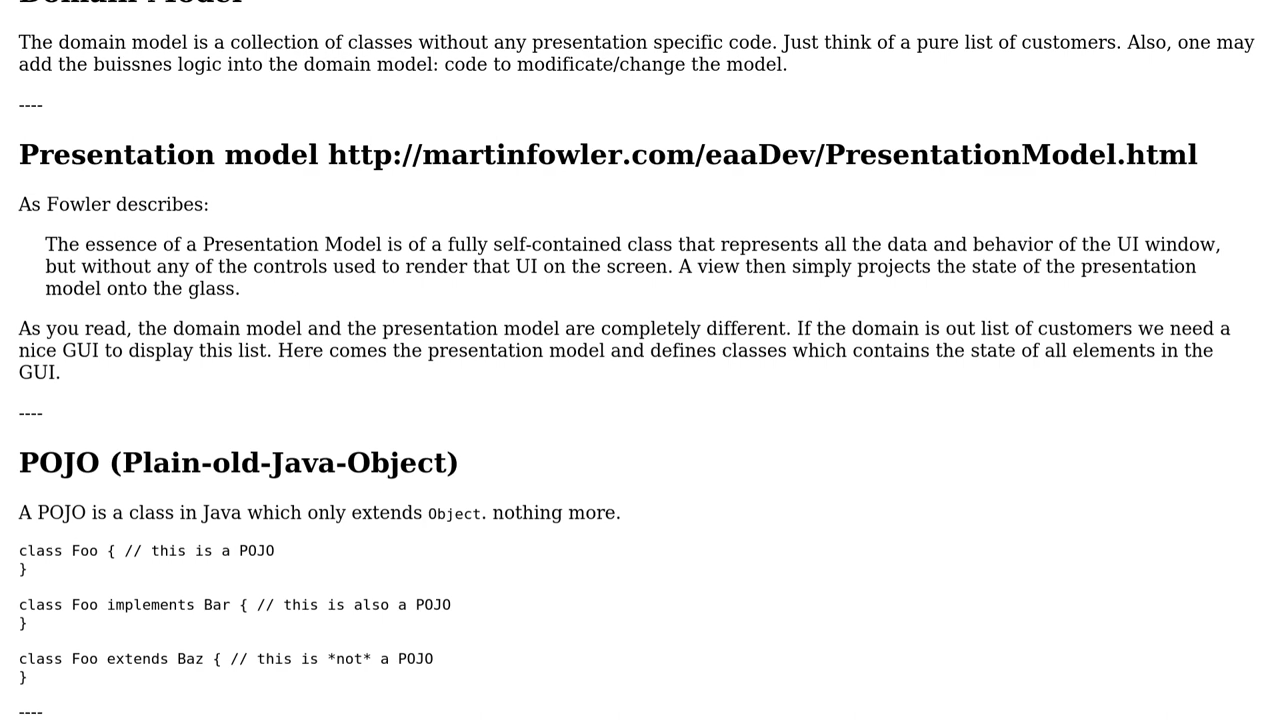 Domain Model
The domain model is a collection of classes without any presentation specific code. Just think of a pure list of customers. Also, one may
add the buissnes logic into the domain model: code to modificate/change the model.
----
Presentation model http://martinfowler.com/eaaDev/PresentationModel.html
As Fowler describes:
The essence of a Presentation Model is of a fully self-contained class that represents all the data and behavior of the UI window,
but without any of the controls used to render that UI on the screen. A view then simply projects the state of the presentation
model onto the glass.
As you read, the domain model and the presentation model are completely different. If the domain is out list of customers we need a
nice GUI to display this list. Here comes the presentation model and defines classes which contains the state of all elements in the
GUI.
----
POJO (Plain-old-Java-Object)
A POJO is a class in Java which only extends Object. nothing more.
class Foo { // this is a POJO
}
class Foo implements Bar { // this is also a POJO
}
class Foo extends Baz { // this is *not* a POJO
}
----